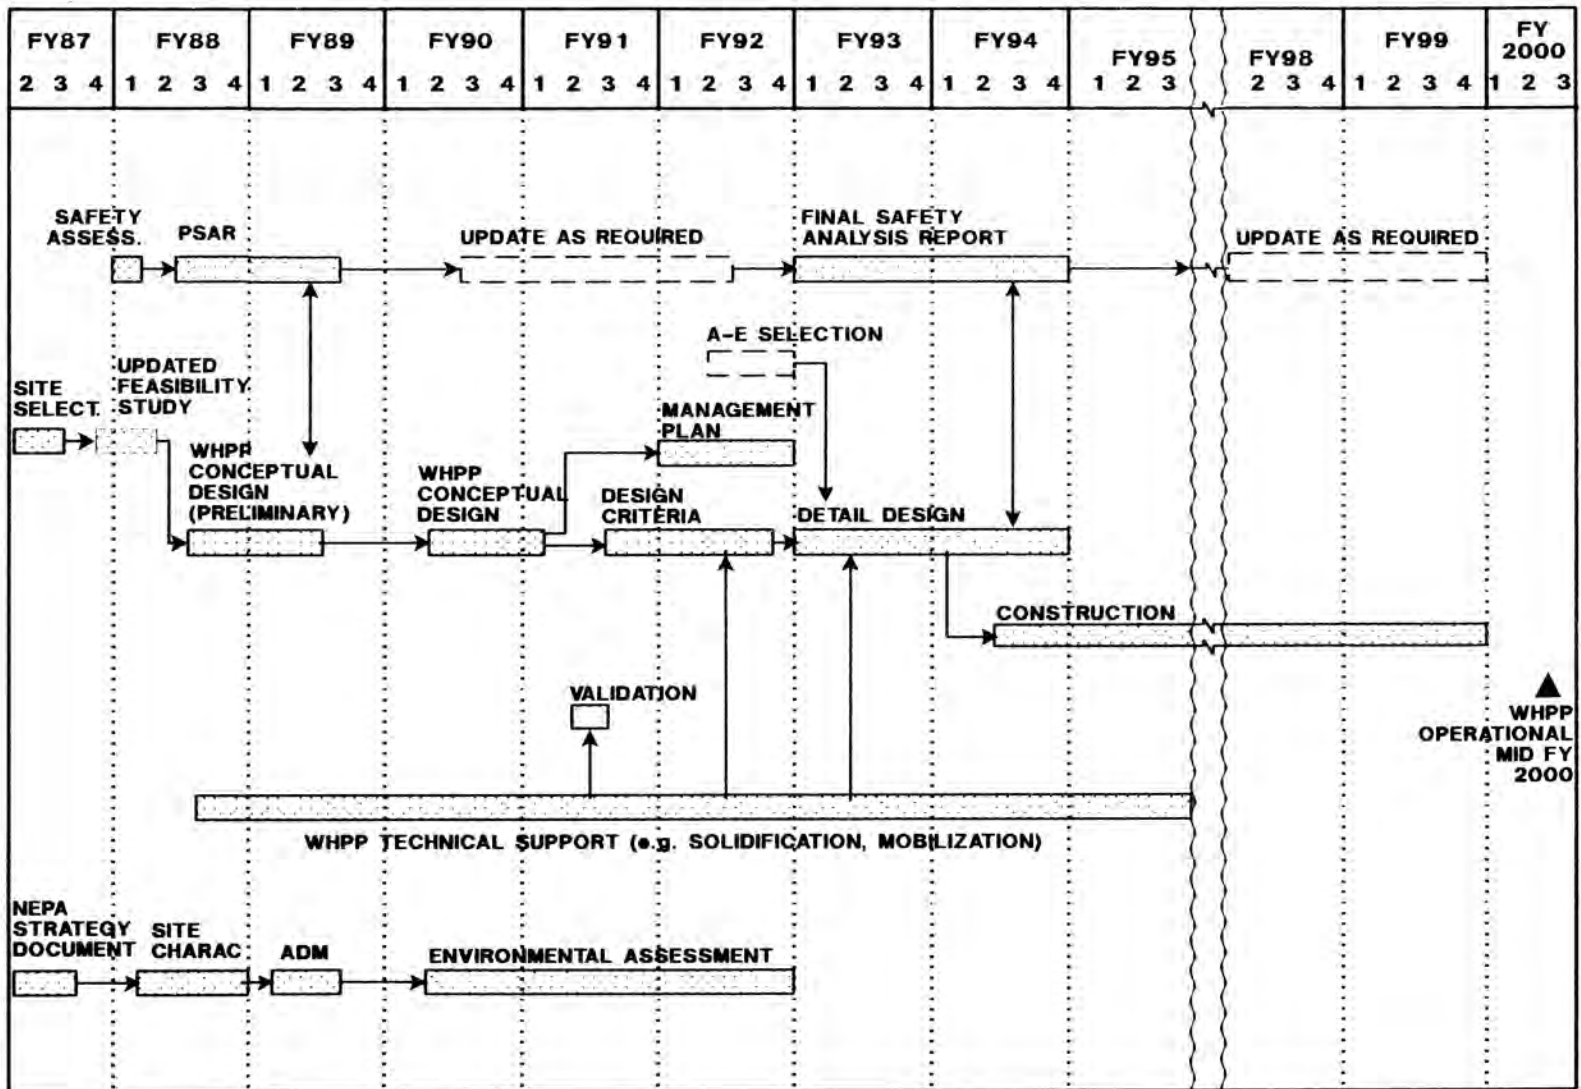 FY87 FY88 FY89 FY90 FY91 FY92 FY93 FY94 FY95 FY98 FY99 FY
2000
2 3 4 1 2 3 4 1 2 3 4 1 2 3 4 1 2 3 4 1 2 3 4 1 2 3 4 1 2 3 4 1 2 3 2 3 4 1 2 3 4 1 2 3
SAFETY
ASSESS.
PSAR
UPDATE AS REQUIRED
FINAL SAFETY
ANALYSIS REPORT
UPDATE AS REQUIRED
A-E SELECTION
SITE
SELECT.
UPDATED
FEASIBILITY
STUDY
MANAGEMENT
PLAN
WHPP
CONCEPTUAL
DESIGN
(PRELIMINARY)
WHPP
CONCEPTUAL
DESIGN
DESIGN
CRITERIA
DETAIL DESIGN
CONSTRUCTION
VALIDATION
WHPP
OPERATIONAL
MID FY
2000
WHPP TECHNICAL SUPPORT (e.g. SOLIDIFICATION, MOBILIZATION)
NEPA
STRATEGY
DOCUMENT
SITE
CHARAC
ADM
ENVIRONMENTAL ASSESSMENT